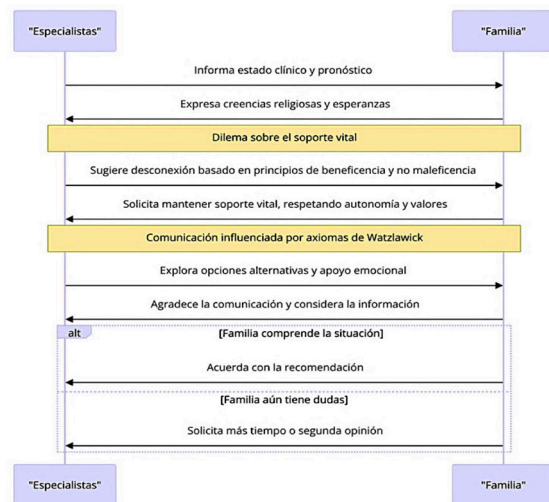 "Especialistas" "Familia"
Informa estado clínico y pronóstico
Expresa creencias religiosas y esperanzas
Dilema sobre el soporte vital
Sugiere desconexión basado en principios de beneficencia y no maleficencia
Solicita mantener soporte vital, respetando autonomía y valores
Comunicación influenciada por axiomas de Watzlawick
Explora opciones alternativas y apoyo emocional
Agradece la comunicación y considera la información
alt [Familia comprende la situación]
Acuerda con la recomendación
[Familia aún tiene dudas]
Solicita más tiempo o segunda opinión
"Especialistas" "Familia"